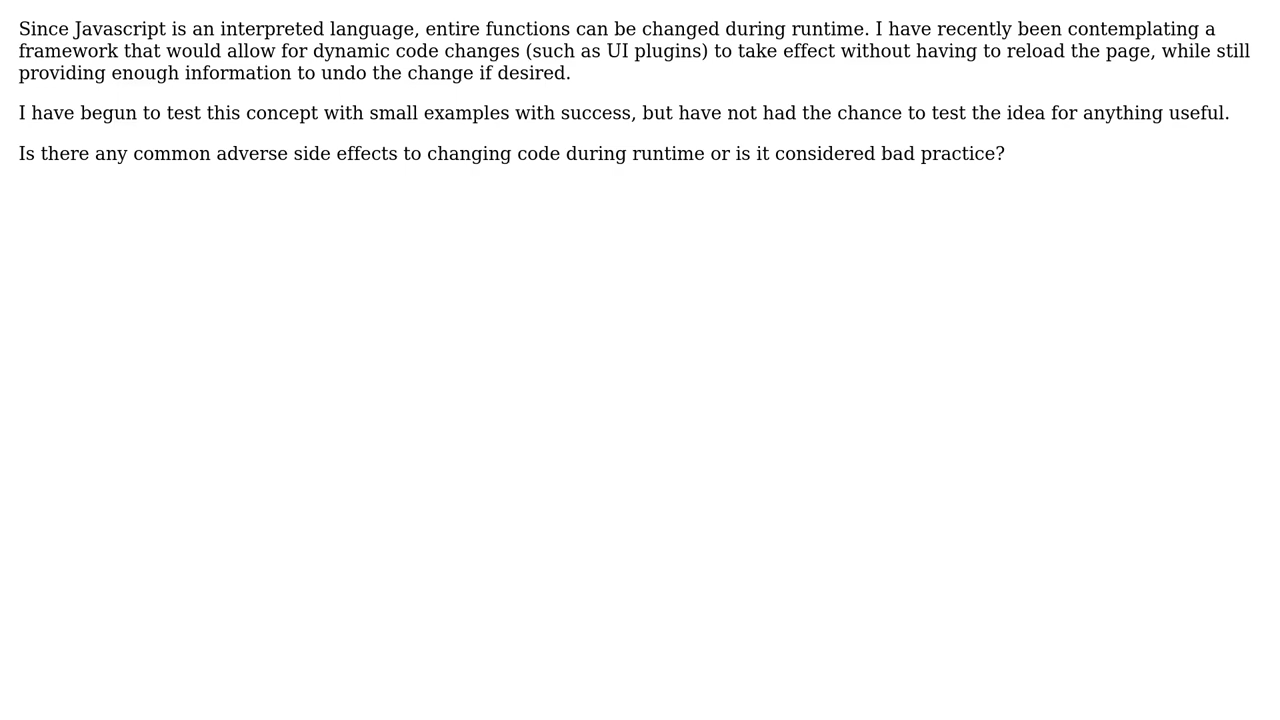 Since Javascript is an interpreted language, entire functions can be changed during runtime. I have recently been contemplating a
framework that would allow for dynamic code changes (such as UI plugins) to take effect without having to reload the page, while still
providing enough information to undo the change if desired.
I have begun to test this concept with small examples with success, but have not had the chance to test the idea for anything useful.
Is there any common adverse side effects to changing code during runtime or is it considered bad practice?